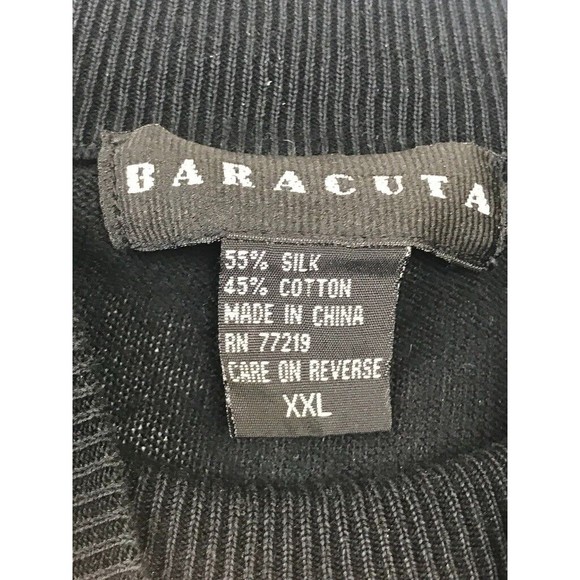 BARACUTA
55% SILK
45% COTTON
MADE IN CHINA
RN 77219
CARE ON REVERSE
XXL